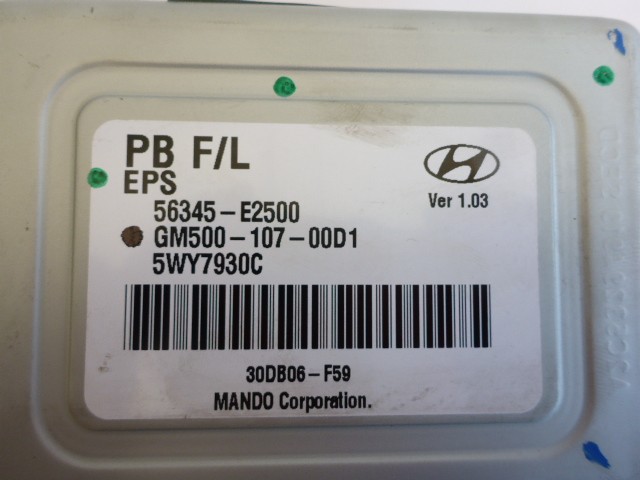 PB F/L
EPS
Ver 1.03
56345-E2500
GM500-107-00D1
5WY7930C
30DB06-F59
MANDO Corporation.